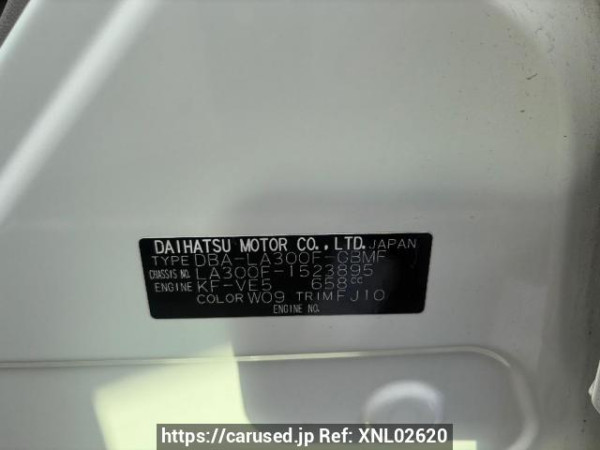 DAIHATSU MOTOR CO., LTD. JAPAN
TYPE DBA-LA300F-GBMF
CHASSIS NO. LA300F-1523895
ENGINE KF-VE5 658cc
COLOR W09 TRIM FJ10
ENGINE NO.
https://carused.jp Ref: XNL02620